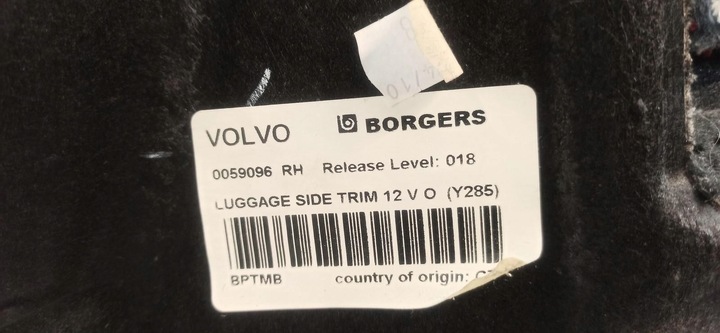 VOLVO BORGERS
0059096 RH Release Level: 018
LUGGAGE SIDE TRIM 12 V O (Y285)
BPTMB country of origin: